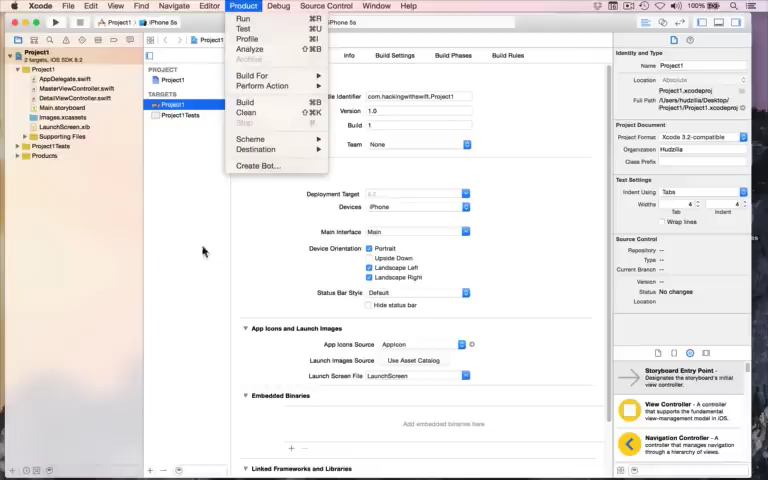 Xcode File Edit View Find Navigate Editor Product Debug Source Control Window Help 100%
Project1 iPhone 5s
iPhone 5s
Run ⌘R
Test ⌘U
Profile ⌘I
Analyze ⇧⌘B
Archive
Build For
Perform Action
Build ⌘B
Clean ⇧⌘K
Stop
Scheme
Destination
Create Bot...
Project1
2 targets, iOS SDK 8.2
Project1
AppDelegate.swift
MasterViewController.swift
DetailViewController.swift
Main.storyboard
Images.xcassets
LaunchScreen.xib
Supporting Files
Project1Tests
Products
Project1
PROJECT
Project1
TARGETS
Project1
Project1Tests
Info Build Settings Build Phases Build Rules
Identifier com.hackingwithswift.Project1
Version 1.0
Build 1
Team None
Deployment Target 8.2
Devices iPhone
Main Interface Main
Device Orientation Portrait
Upside Down
Landscape Left
Landscape Right
Status Bar Style Default
Hide status bar
App Icons and Launch Images
App Icons Source AppIcon
Launch Images Source Use Asset Catalog
Launch Screen File LaunchScreen
Embedded Binaries
Add embedded binaries here
Linked Frameworks and Libraries
Identity and Type
Name Project1
Location Absolute
Project1.xcodeproj
Full Path /Users/hudzilla/Desktop/
Project1/Project1.xcodeproj
Project Document
Project Format Xcode 3.2-compatible
Organization Hudzilla
Class Prefix
Text Settings
Indent Using Tabs
Widths 4 4
Tab Indent
Wrap lines
Source Control
Repository --
Type --
Current Branch --
Version --
Status No changes
Location
Storyboard Entry Point -
Designates the storyboard's initial
view controller.
View Controller - A controller
that supports the fundamental
view-management model in iOS.
Navigation Controller - A
controller that manages navigation
through a hierarchy of views.